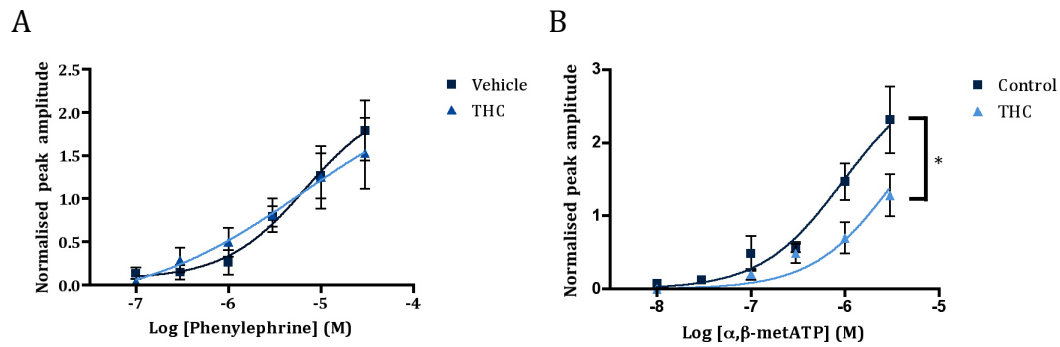 A
Normalised peak amplitude
2.5
2.0
1.5
1.0
0.5
0.0
-7
-6
-5
-4
Log [Phenylephrine] (M)
Vehicle
THC
B
Normalised peak amplitude
3
2
1
0
-8
-7
-6
-5
Log [α,β-metATP] (M)
*
Control
THC